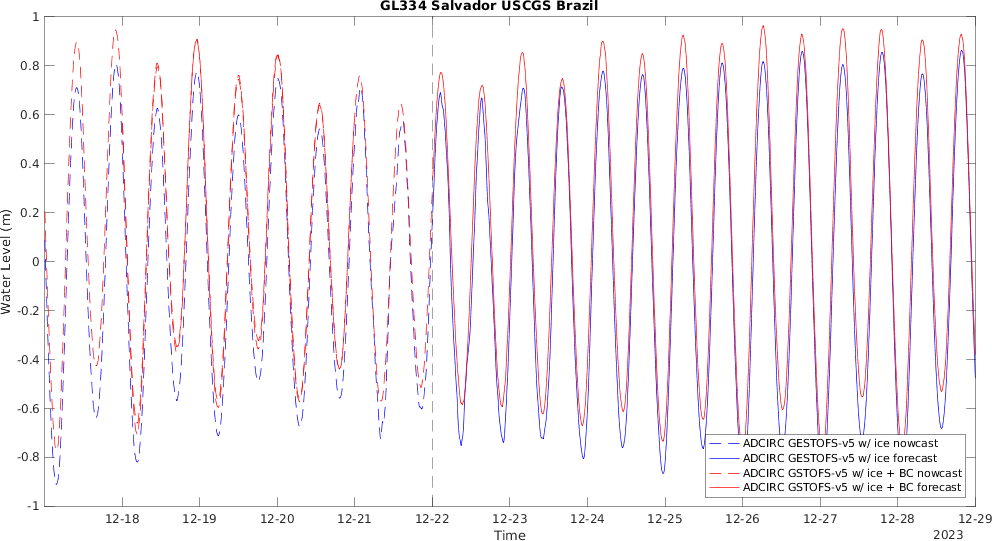 GL334 Salvador USCGS Brazil
Water Level (m)
1
0.8
0.6
0.4
0.2
0
-0.2
-0.4
-0.6
-0.8
-1
ADCIRC GESTOFS-v5 w/ ice nowcast
ADCIRC GESTOFS-v5 w/ ice forecast
ADCIRC GSTOFS-v5 w/ ice + BC nowcast
ADCIRC GSTOFS-v5 w/ ice + BC forecast
12-18 12-19 12-20 12-21 12-22 12-23 12-24 12-25 12-26 12-27 12-28 12-29
Time
2023